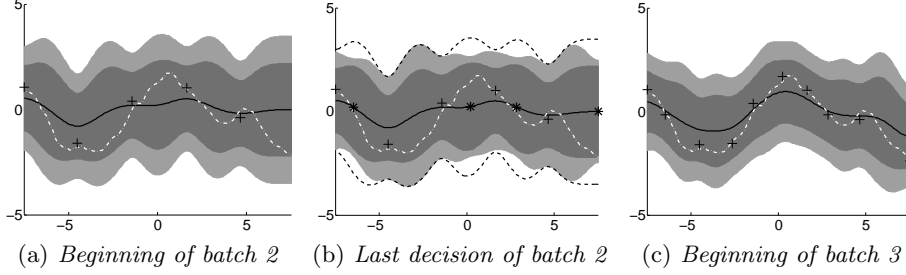 5 5 5
0 0 0
−5 −5 −5
−5 0 5 −5 0 5 −5 0 5
(a) Beginning of batch 2 (b) Last decision of batch 2 (c) Beginning of batch 3